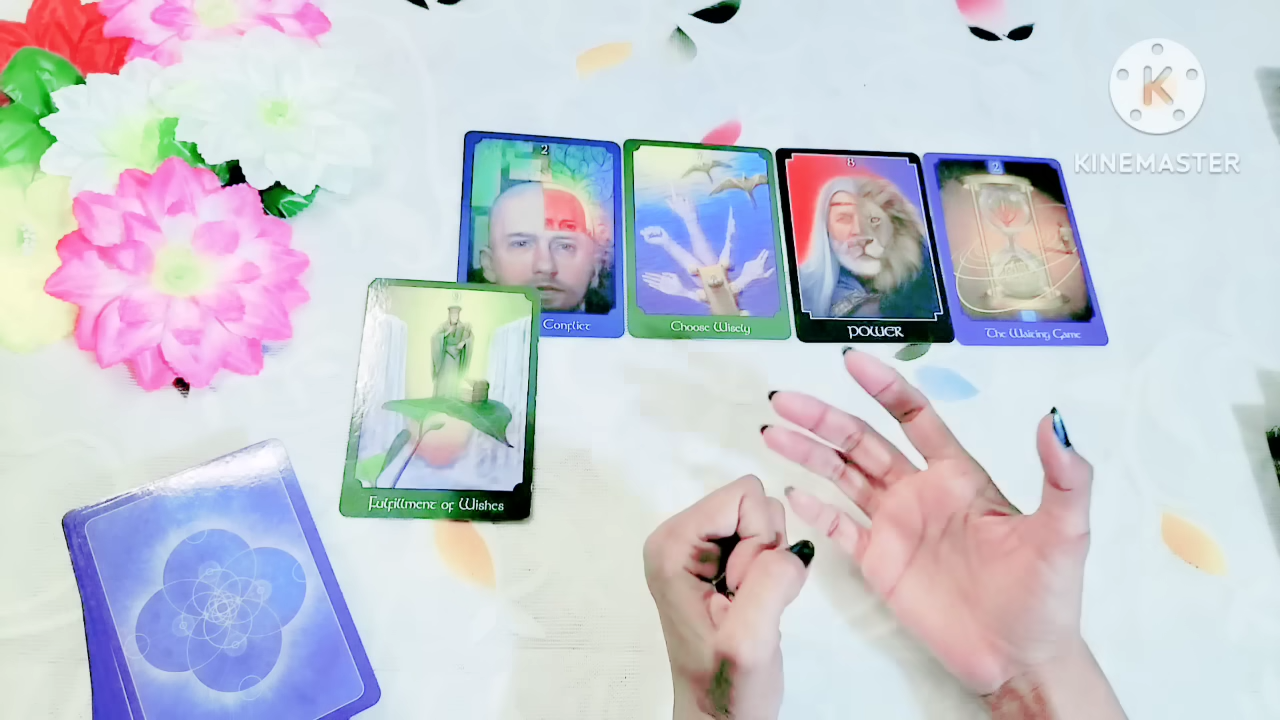 K
KINEMASTER
2
Conflict
Choose Wisely
8
POWER
2
The Waiting Game
Fulfillment of Wishes